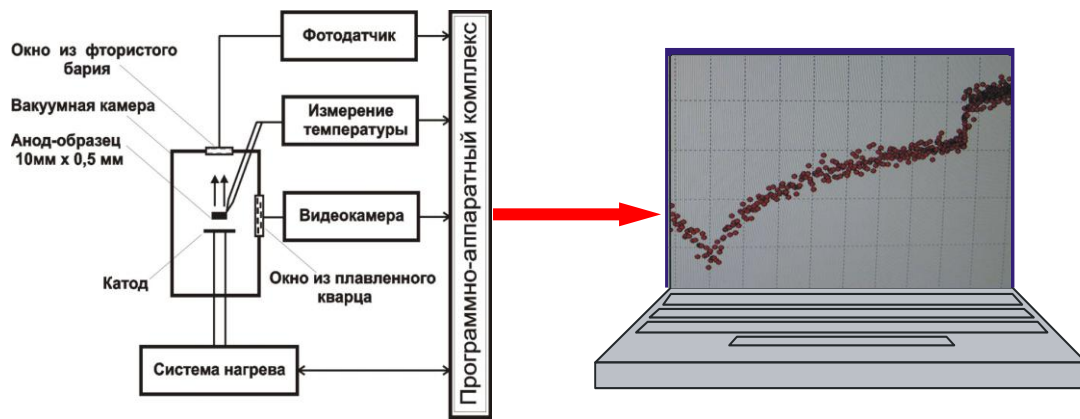 Фотодатчик
Окно из фтористого
бария
Вакуумная камера
Анод-образец
10мм x 0,5 мм
Измерение
температуры
Видеокамера
Катод
Окно из плавленного
кварца
Система нагрева
Программно-аппаратный комплекс